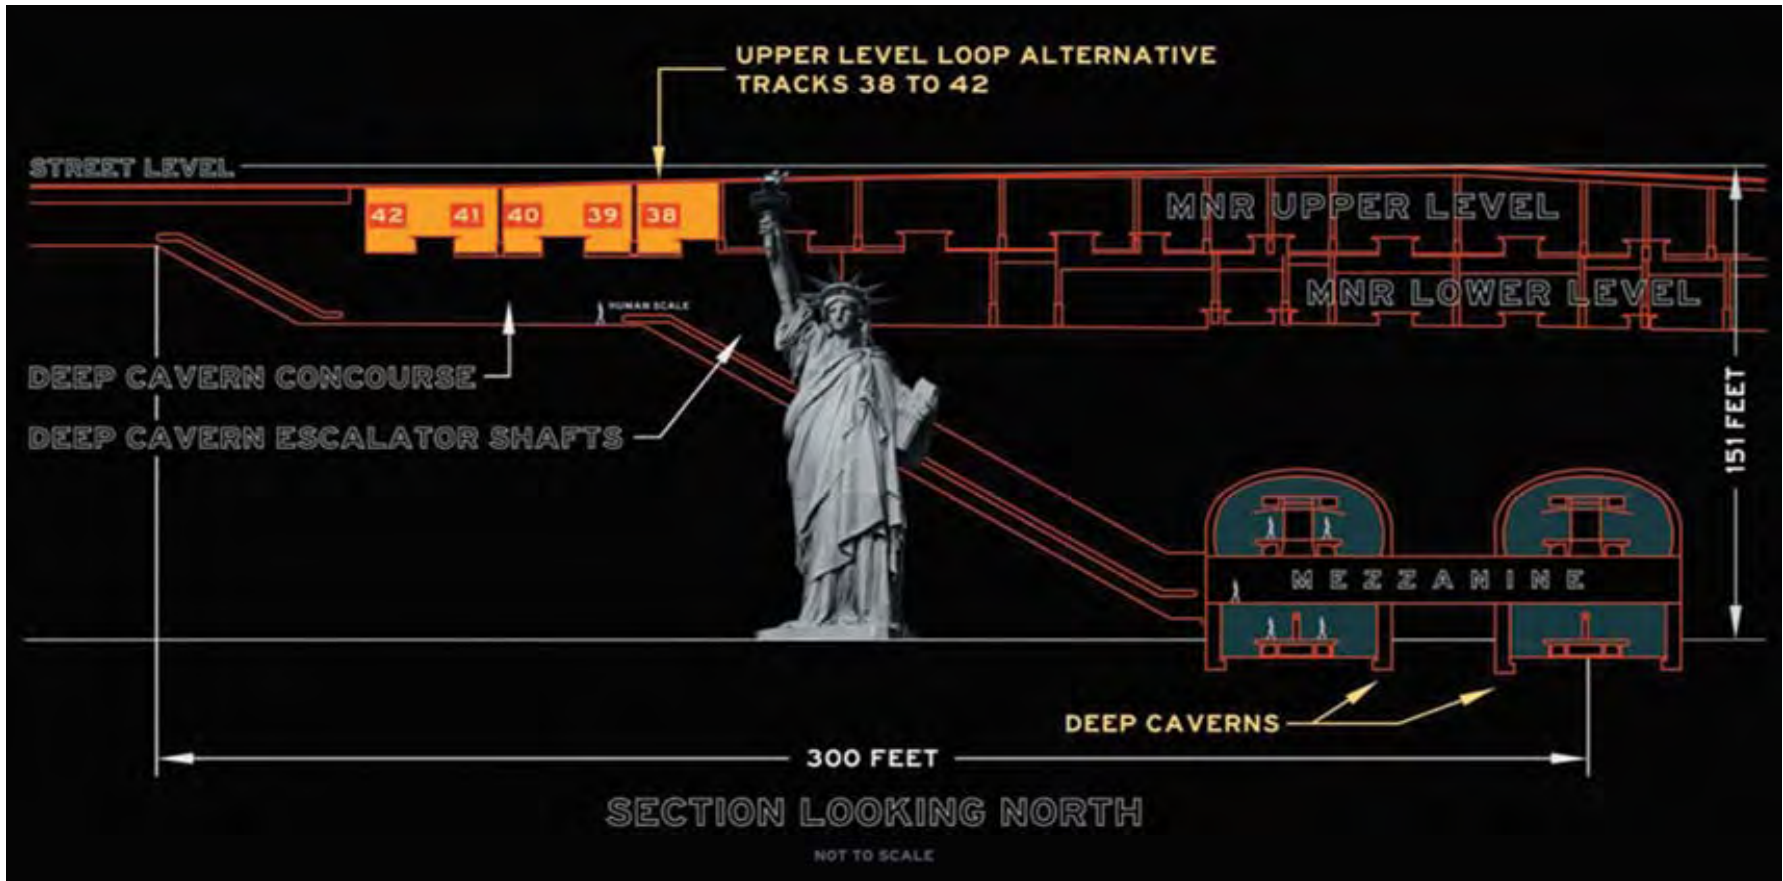 UPPER LEVEL LOOP ALTERNATIVE
TRACKS 38 TO 42
STREET LEVEL
42
41
40
39
38
MNR UPPER LEVEL
HUMAN SCALE
MNR LOWER LEVEL
DEEP CAVERN CONCOURSE
DEEP CAVERN ESCALATOR SHAFTS
151 FEET
MEZZANINE
DEEP CAVERNS
300 FEET
SECTION LOOKING NORTH
NOT TO SCALE